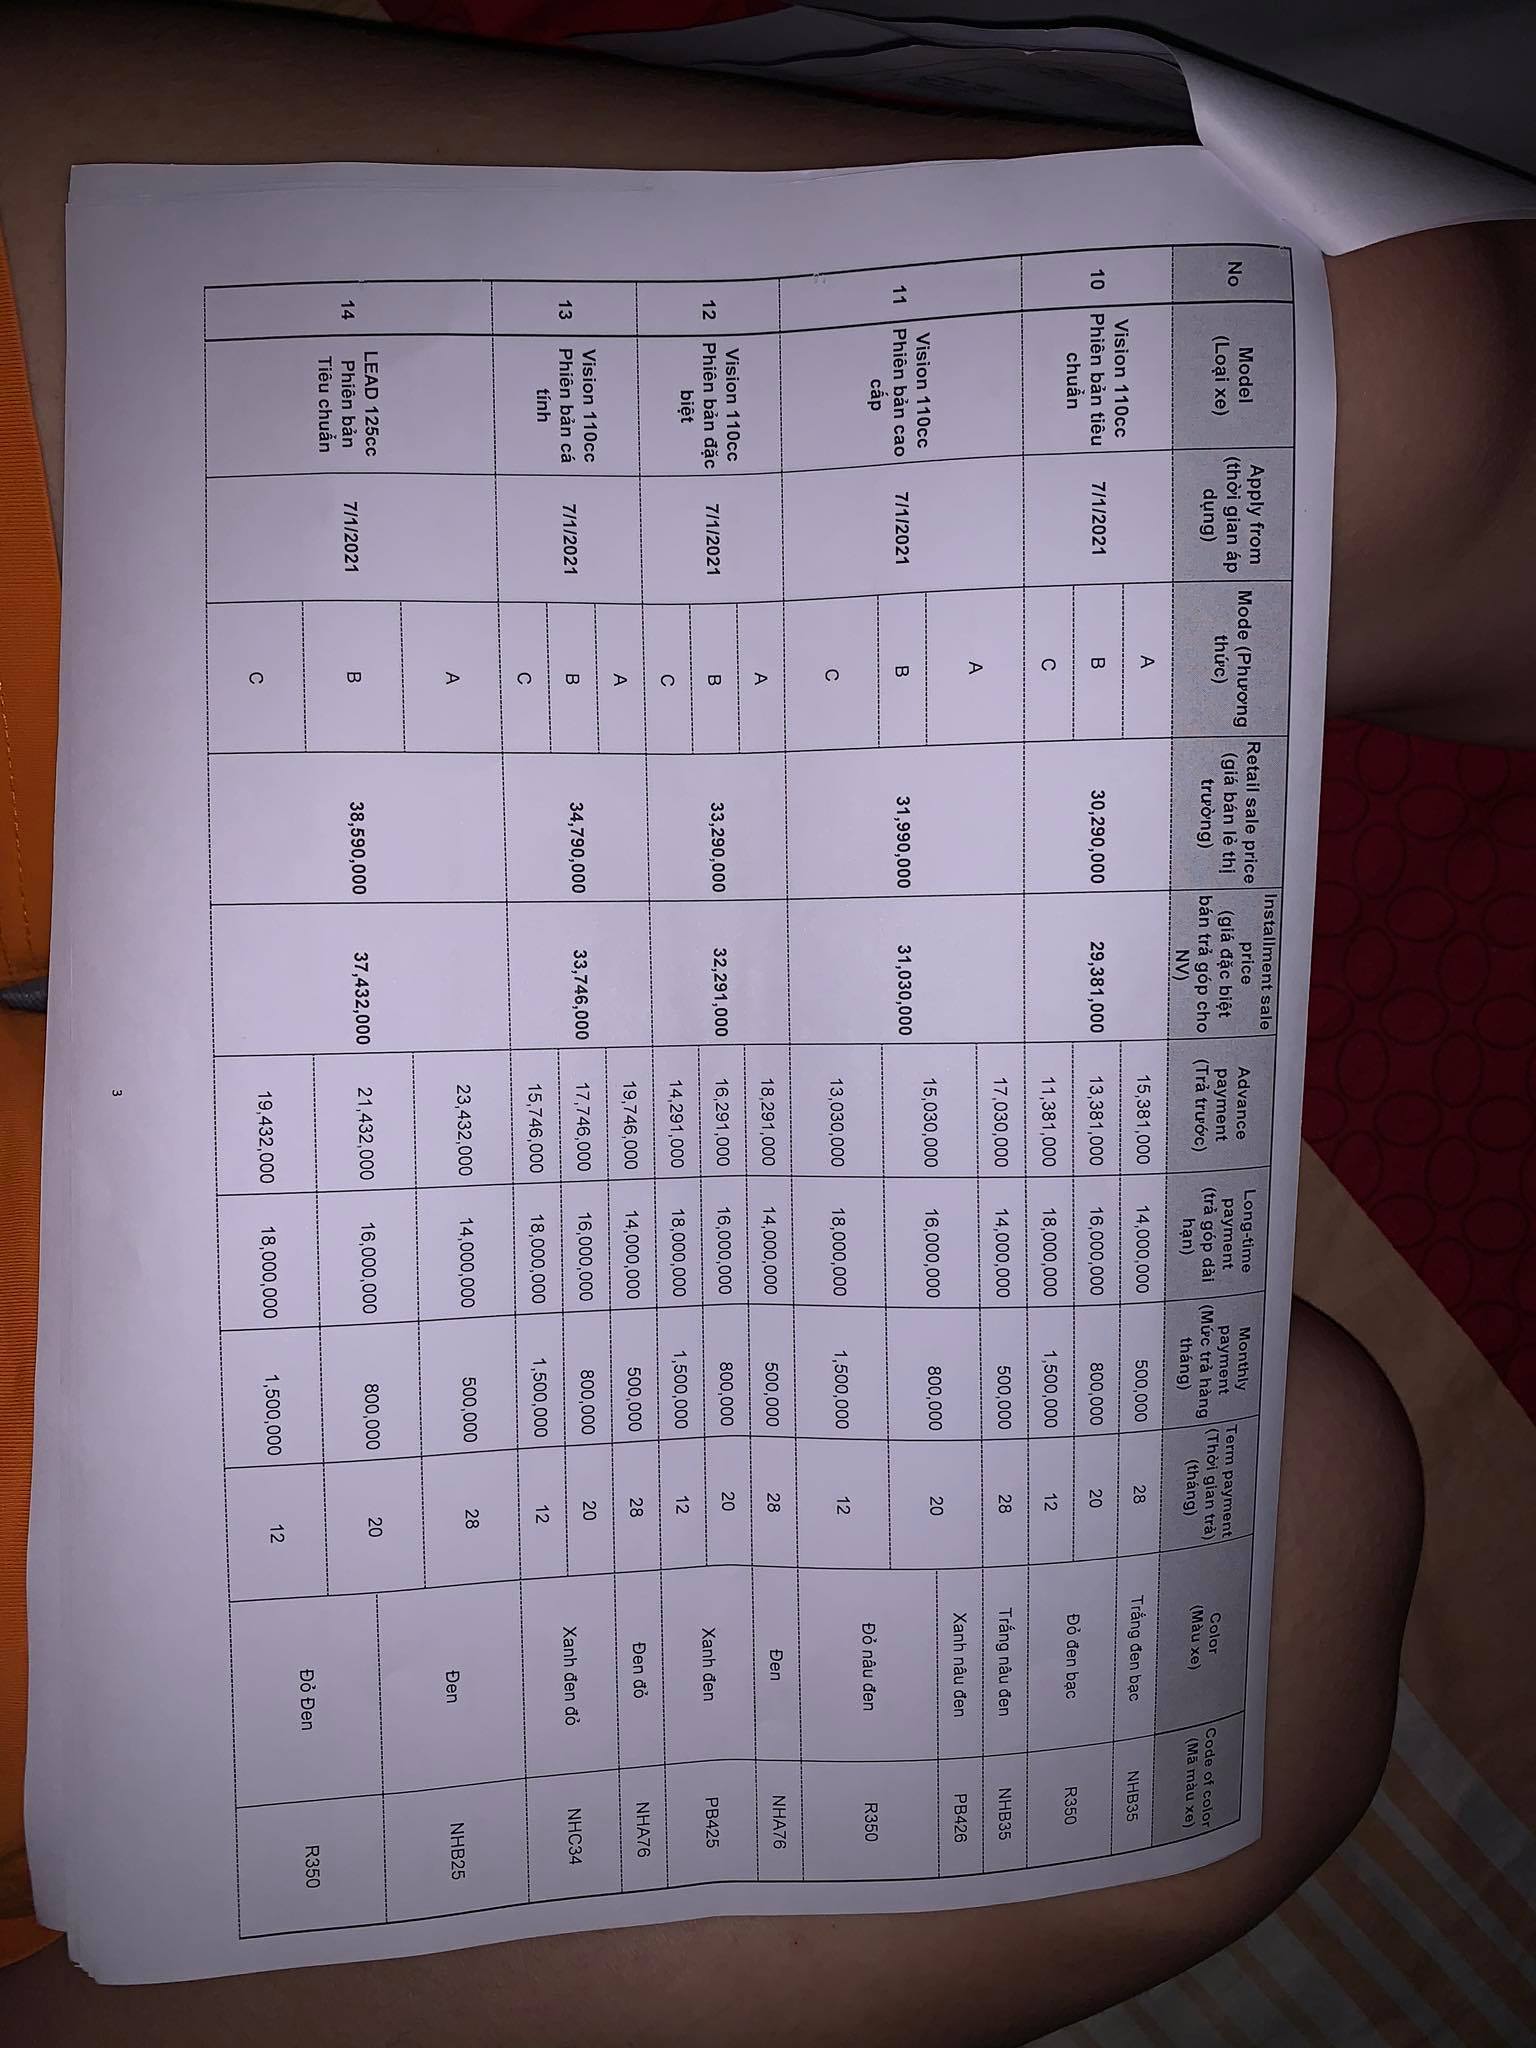 No
Model
(Loại xe)
Apply from
(thời gian áp
dụng)
Mode (Phương
thức)
Retail sale price
(giá bán lẻ thị
trường)
Installment sale
price
(giá đặc biệt
bán trả góp cho
NV)
Advance
payment
(Trả trước)
Long-time
payment
(trả góp dài
hạn)
Monthly
payment
(Mức trả hàng
tháng)
Term payment
(Thời gian trả)
(tháng)
Color
(Màu xe)
Code of color
(Mã màu xe)
10
Vision 110cc
Phiên bản tiêu
chuẩn
7/1/2021
A
B
C
30,290,000
29,381,000
15,381,000 14,000,000 500,000 28
13,381,000 16,000,000 800,000 20
11,381,000 18,000,000 1,500,000 12
Trắng đen bạc NHB35
Đỏ đen bạc R350
11
Vision 110cc
Phiên bản cao
cấp
7/1/2021
A
B
C
31,990,000
31,030,000
17,030,000 14,000,000 500,000 28
15,030,000 16,000,000 800,000 20
13,030,000 18,000,000 1,500,000 12
Trắng nâu đen NHB35
Xanh nâu đen PB426
Đỏ nâu đen R350
12
Vision 110cc
Phiên bản đặc
biệt
7/1/2021
A
B
C
33,290,000
32,291,000
18,291,000 14,000,000 500,000 28
16,291,000 16,000,000 800,000 20
14,291,000 18,000,000 1,500,000 12
Đen NHA76
Xanh đen PB425
13
Vision 110cc
Phiên bản cá
tính
7/1/2021
A
B
C
34,790,000
33,746,000
19,746,000 14,000,000 500,000 28
17,746,000 16,000,000 800,000 20
15,746,000 18,000,000 1,500,000 12
Đen đỏ NHA76
Xanh đen đỏ NHC34
14
LEAD 125cc
Phiên bản
Tiêu chuẩn
7/1/2021
A
B
C
38,590,000
37,432,000
23,432,000 14,000,000 500,000 28
21,432,000 16,000,000 800,000 20
19,432,000 18,000,000 1,500,000 12
Đen NHB25
Đỏ Đen R350
3